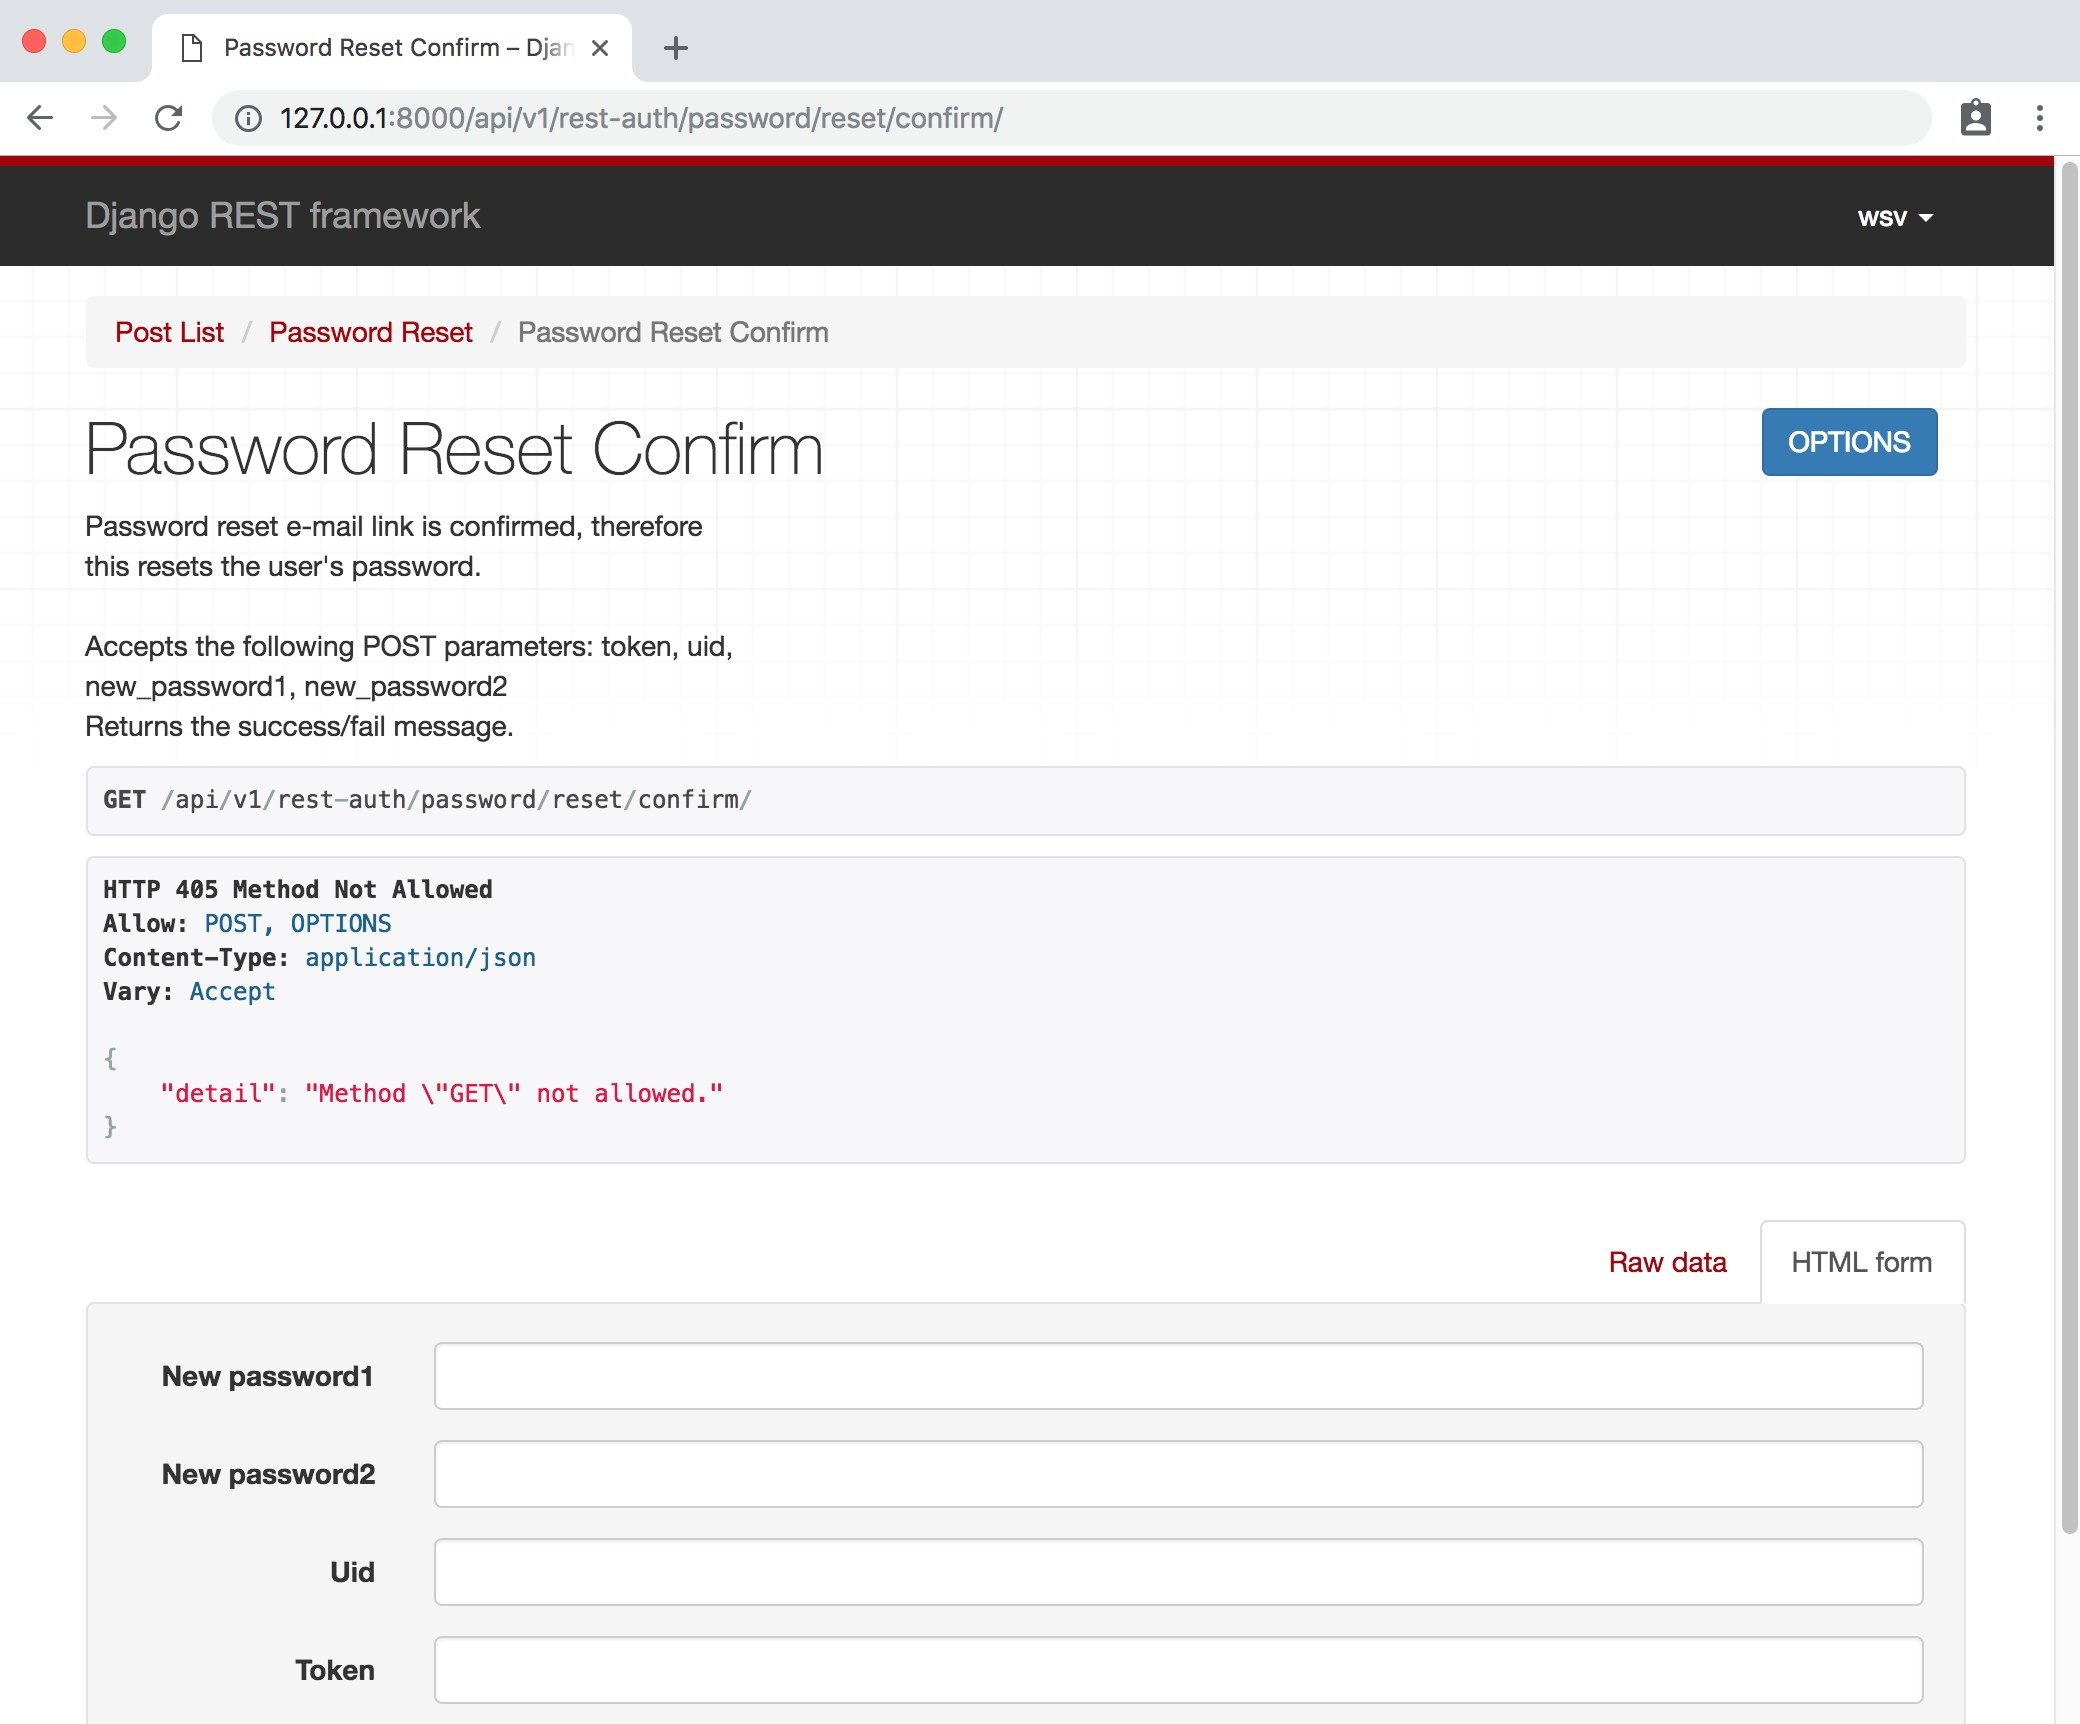 Password Reset Confirm – Djan
127.0.0.1:8000/api/v1/rest-auth/password/reset/confirm/
Django REST framework
wsv
Post List / Password Reset / Password Reset Confirm
Password Reset Confirm
OPTIONS
Password reset e-mail link is confirmed, therefore
this resets the user's password.
Accepts the following POST parameters: token, uid,
new_password1, new_password2
Returns the success/fail message.
GET /api/v1/rest-auth/password/reset/confirm/
HTTP 405 Method Not Allowed
Allow: POST, OPTIONS
Content-Type: application/json
Vary: Accept
{
    "detail": "Method \"GET\" not allowed."
}
Raw data
HTML form
New password1
New password2
Uid
Token